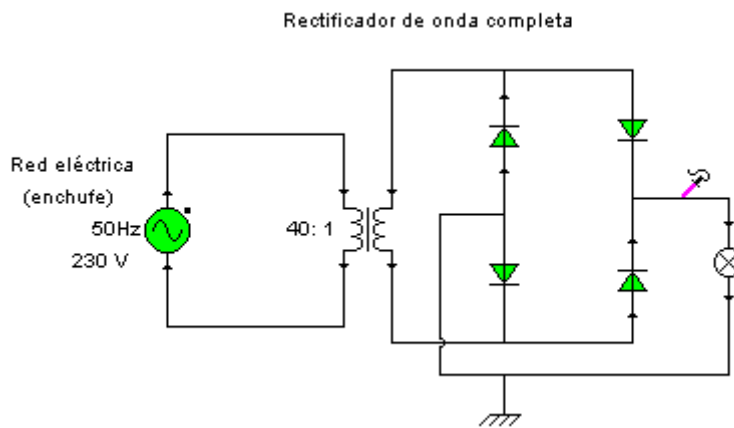 Rectificador de onda completa
Red eléctrica
(enchufe)
50Hz
230 V
40: 1